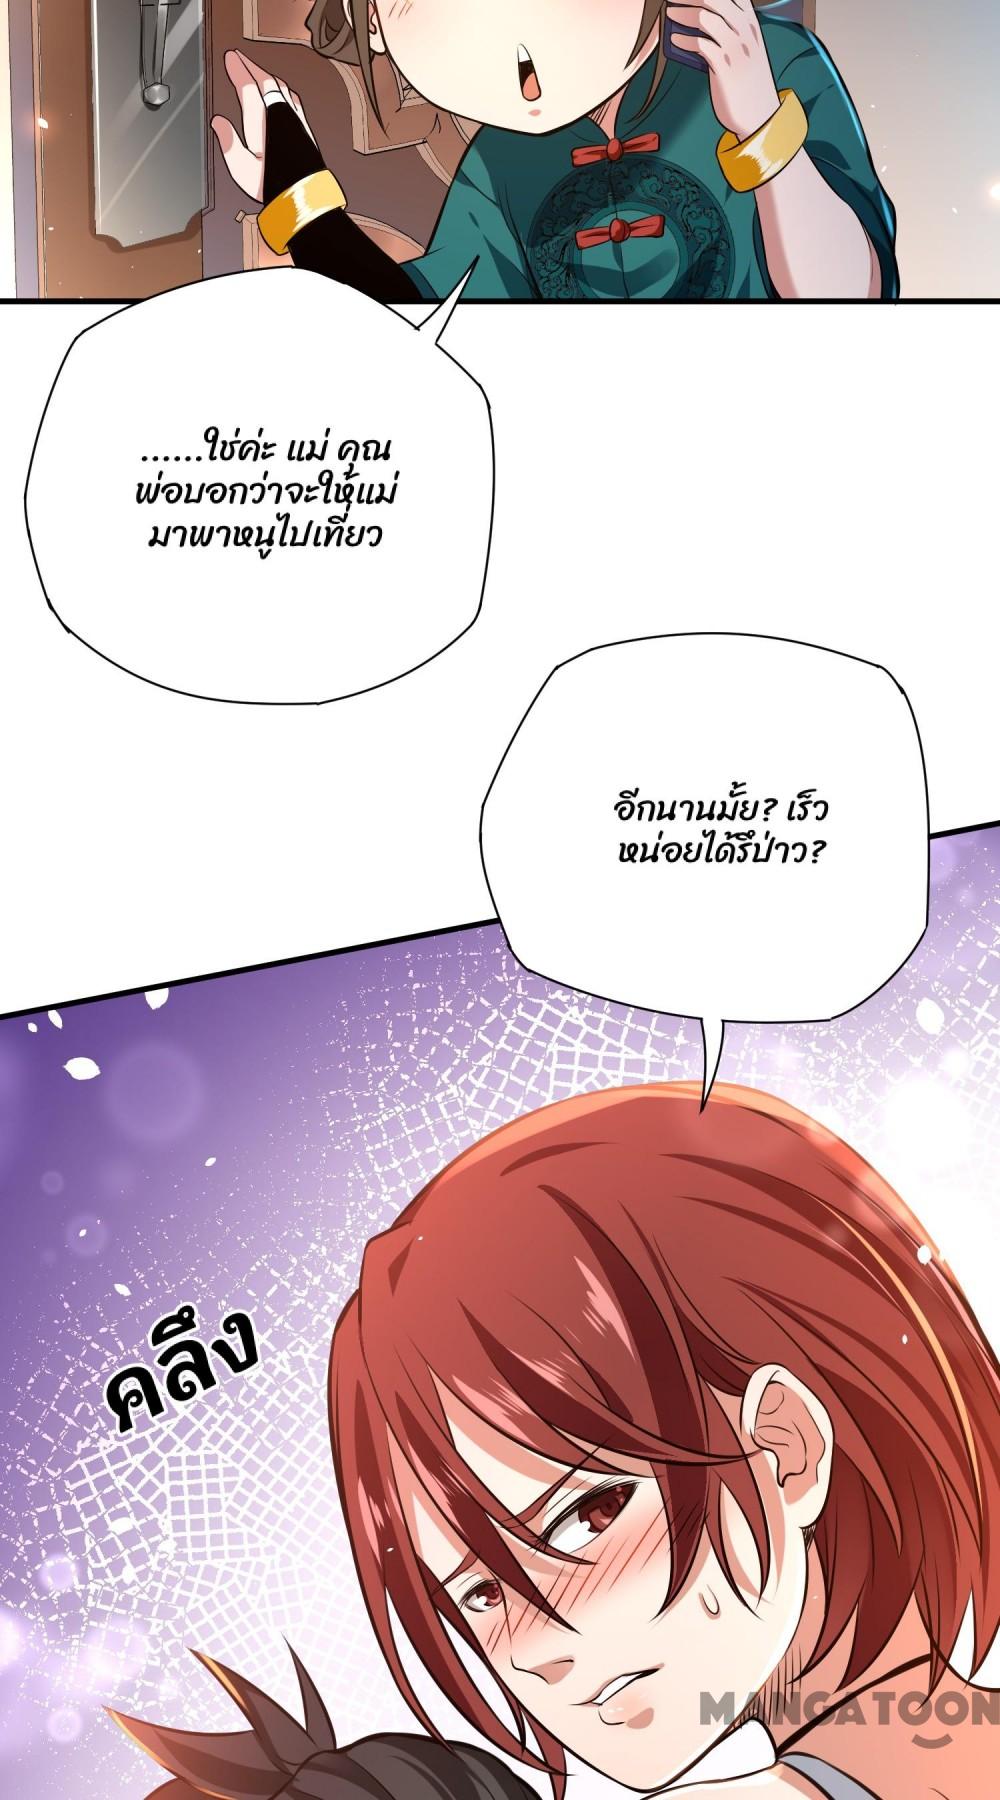 ......ใช่ค่ะ แม่ คุณ
พ่อบอกว่าจะให้แม่
มาพาหนูไปเที่ยว
อีกนานมั้ย? เร็ว
หน่อยได้รึป่าว?
คลึง
MANGATOON
MANGATOON